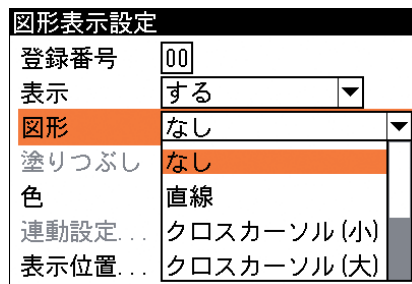 図形表示設定
登録番号 00
表示 する
図形 なし
塗りつぶし なし
色 直線
連動設定... クロスカーソル(小)
表示位置... クロスカーソル(大)